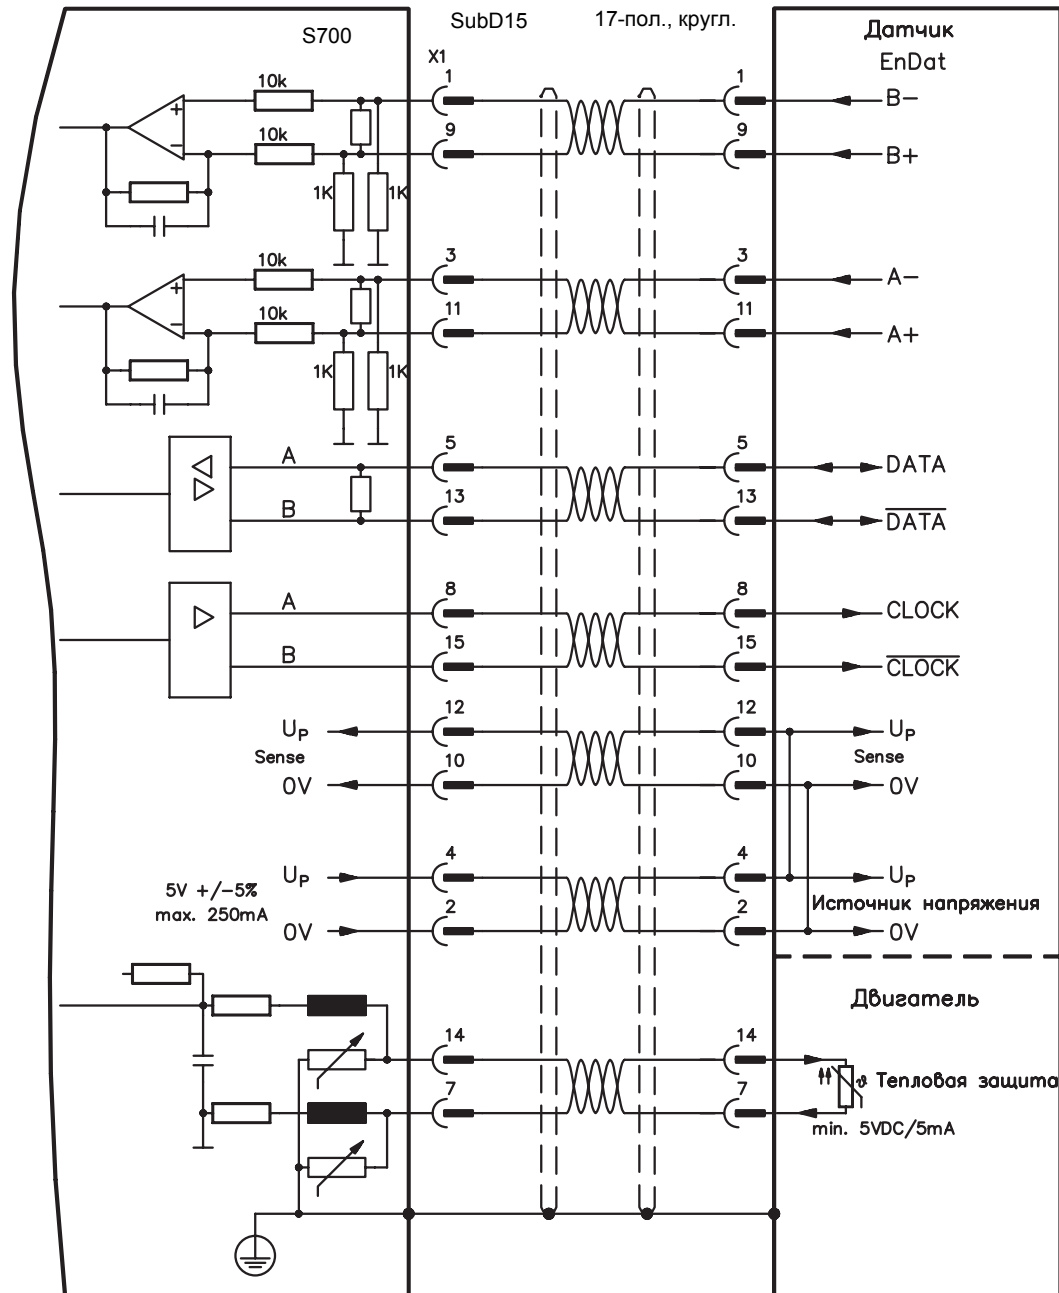 S700 SubD15 17-пол., кругл. Датчик
EnDat
X1
1 1
10k B−
+
9 9
10k B+
−
1K 1K
3 3
10k A−
+
11 11
10k A+
−
1K 1K
5 5
A DATA
13 13
B DATA
8 8
A CLOCK
15 15
B CLOCK
12 12
UP UP
Sense Sense
10 10
0V 0V
4 4
UP UP
5V +/−5%
max. 250mA
Источник напряжения
2 2
0V 0V
Двигатель
14 14
7 7
ϑ Тепловая защита
min. 5VDC/5mA